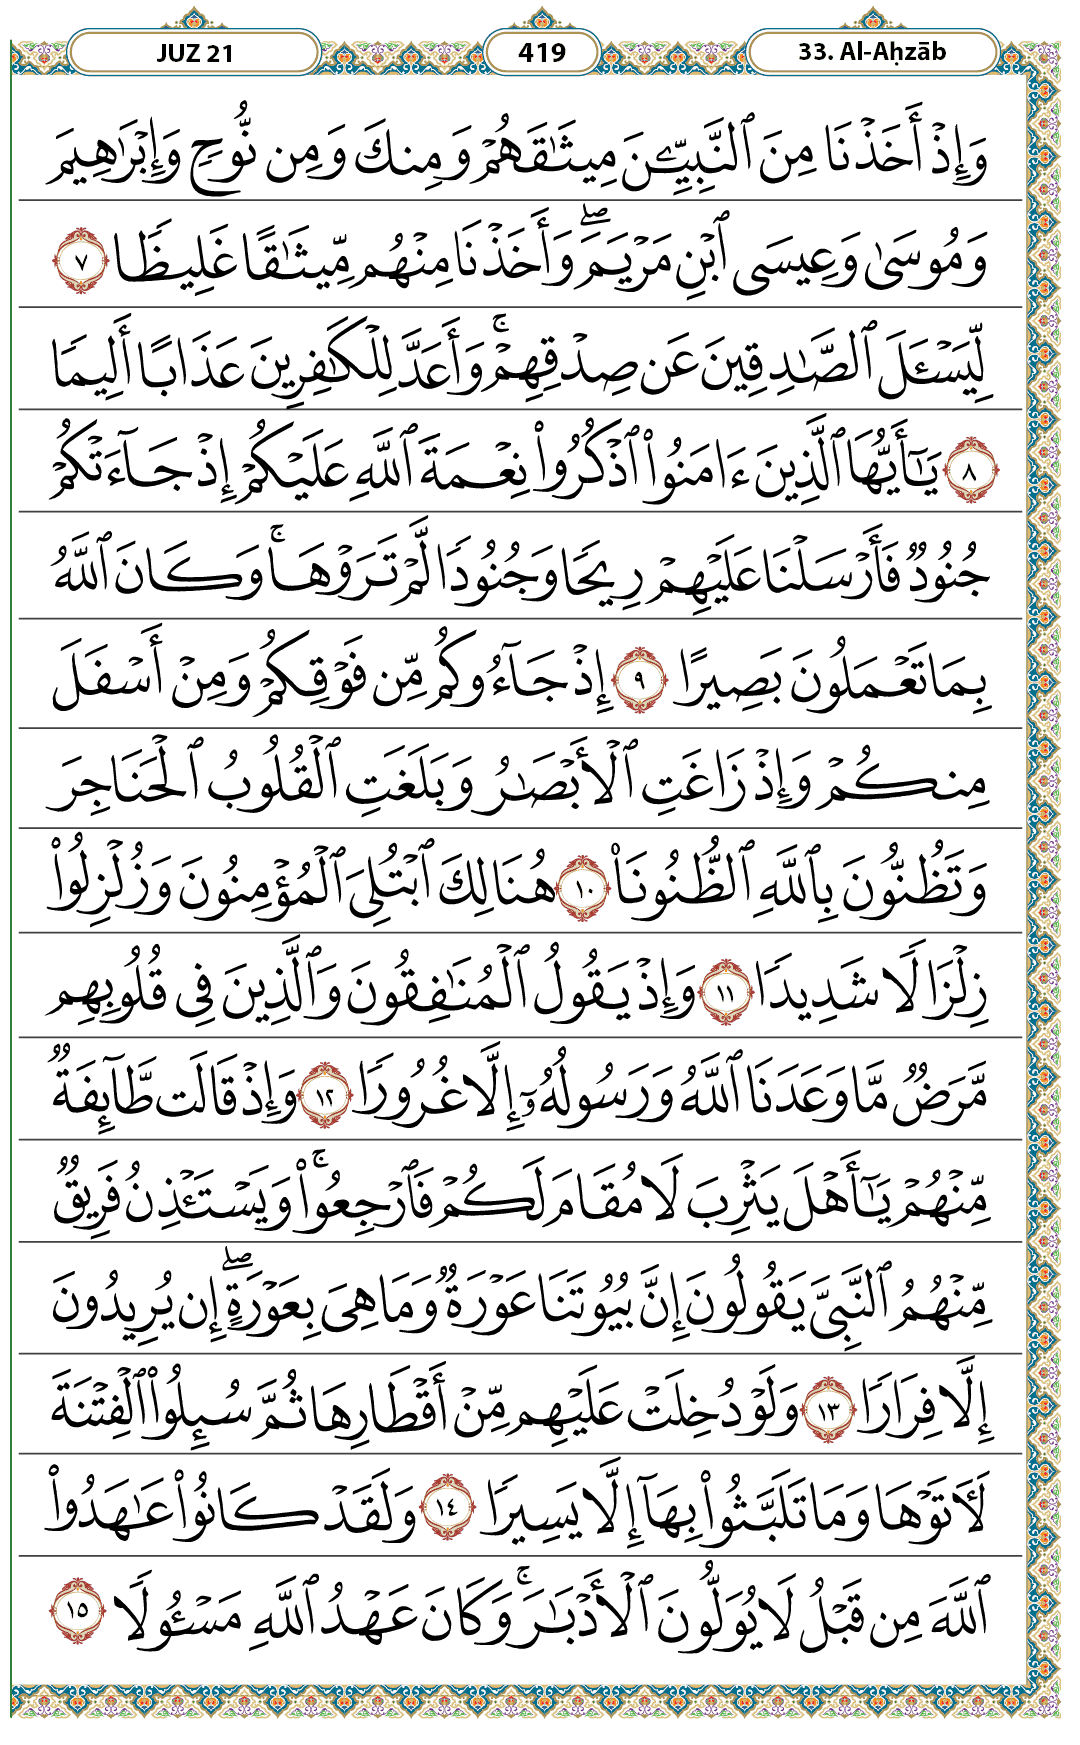 JUZ 21 419 33. Al-Aḥzāb
وَإِذْ أَخَذْنَا مِنَ ٱلنَّبِيِّـۧنَ مِيثَـٰقَهُمْ وَمِنكَ وَمِن نُّوحٍ وَإِبْرَٰهِيمَ
وَمُوسَىٰ وَعِيسَى ٱبْنِ مَرْيَمَ ۖ وَأَخَذْنَا مِنْهُم مِّيثَـٰقًا غَلِيظًا ٧
لِّيَسْـَٔلَ ٱلصَّـٰدِقِينَ عَن صِدْقِهِمْ ۚ وَأَعَدَّ لِلْكَـٰفِرِينَ عَذَابًا أَلِيمًا
٨ يَـٰٓأَيُّهَا ٱلَّذِينَ ءَامَنُوا۟ ٱذْكُرُوا۟ نِعْمَةَ ٱللَّهِ عَلَيْكُمْ إِذْ جَآءَتْكُمْ
جُنُودٌ فَأَرْسَلْنَا عَلَيْهِمْ رِيحًا وَجُنُودًا لَّمْ تَرَوْهَا ۚ وَكَانَ ٱللَّهُ
بِمَا تَعْمَلُونَ بَصِيرًا ٩ إِذْ جَآءُوكُم مِّن فَوْقِكُمْ وَمِنْ أَسْفَلَ
مِنكُمْ وَإِذْ زَاغَتِ ٱلْأَبْصَـٰرُ وَبَلَغَتِ ٱلْقُلُوبُ ٱلْحَنَاجِرَ
وَتَظُنُّونَ بِٱللَّهِ ٱلظُّنُونَا۠ ١٠ هُنَالِكَ ٱبْتُلِىَ ٱلْمُؤْمِنُونَ وَزُلْزِلُوا۟
زِلْزَالًا شَدِيدًا ١١ وَإِذْ يَقُولُ ٱلْمُنَـٰفِقُونَ وَٱلَّذِينَ فِى قُلُوبِهِم
مَّرَضٌ مَّا وَعَدَنَا ٱللَّهُ وَرَسُولُهُۥٓ إِلَّا غُرُورًا ١٢ وَإِذْ قَالَت طَّآئِفَةٌ
مِّنْهُمْ يَـٰٓأَهْلَ يَثْرِبَ لَا مُقَامَ لَكُمْ فَٱرْجِعُوا۟ ۚ وَيَسْتَـْٔذِنُ فَرِيقٌ
مِّنْهُمُ ٱلنَّبِىَّ يَقُولُونَ إِنَّ بُيُوتَنَا عَوْرَةٌ وَمَا هِىَ بِعَوْرَةٍ ۖ إِن يُرِيدُونَ
إِلَّا فِرَارًا ١٣ وَلَوْ دُخِلَتْ عَلَيْهِم مِّنْ أَقْطَارِهَا ثُمَّ سُئِلُوا۟ ٱلْفِتْنَةَ
لَـَٔاتَوْهَا وَمَا تَلَبَّثُوا۟ بِهَآ إِلَّا يَسِيرًا ١٤ وَلَقَدْ كَانُوا۟ عَـٰهَدُوا۟
ٱللَّهَ مِن قَبْلُ لَا يُوَلُّونَ ٱلْأَدْبَـٰرَ ۚ وَكَانَ عَهْدُ ٱللَّهِ مَسْـُٔولًا ١٥